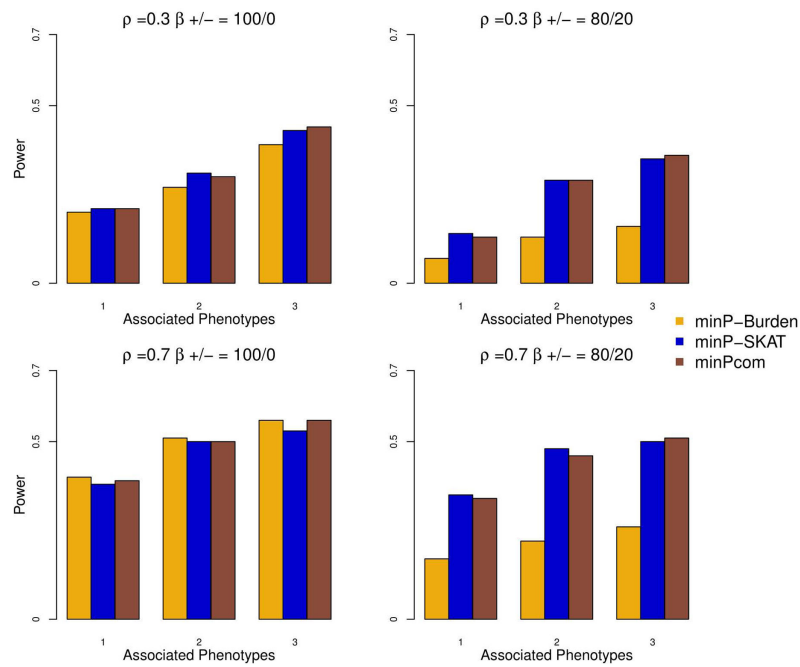 ρ =0.3 β +/− = 100/0
0.7
0.5
0
Power
1 2 3
Associated Phenotypes
ρ =0.3 β +/− = 80/20
0.7
0.5
0
1 2 3
Associated Phenotypes
minP−Burden
minP−SKAT
minPcom
ρ =0.7 β +/− = 100/0
0.7
0.5
0
Power
1 2 3
Associated Phenotypes
ρ =0.7 β +/− = 80/20
0.7
0.5
0
1 2 3
Associated Phenotypes